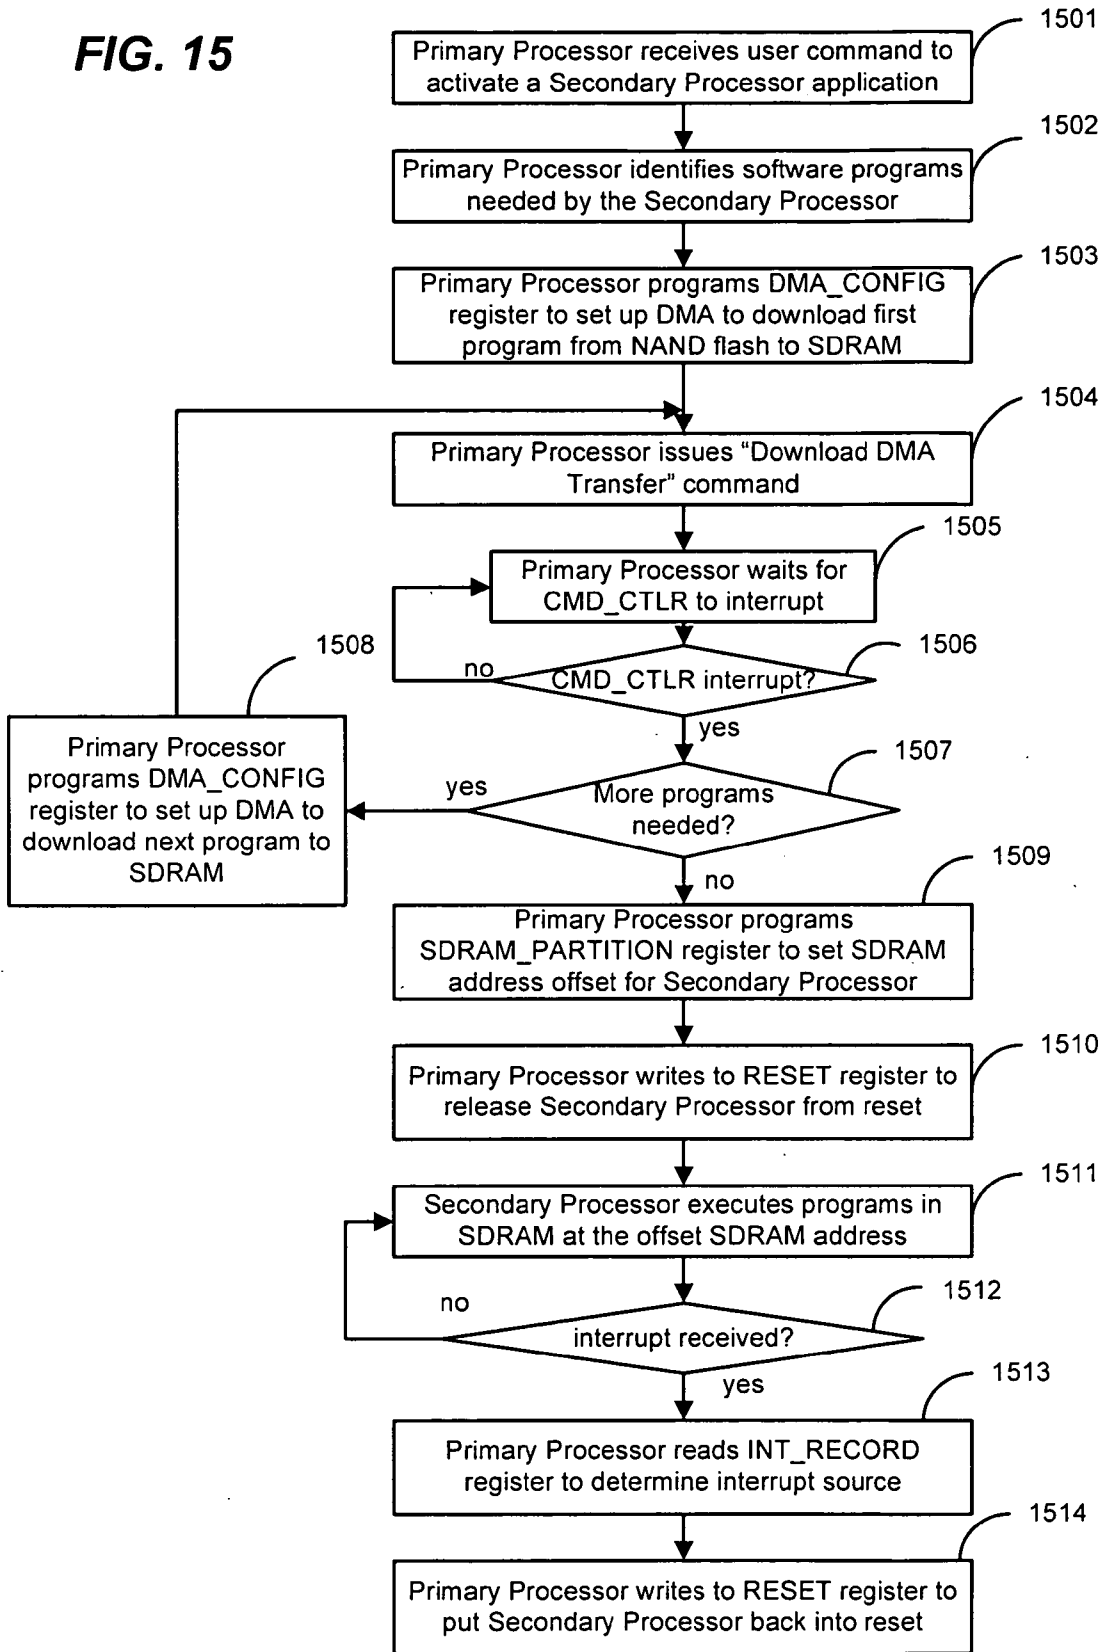 FIG. 15
1501
Primary Processor receives user command to
activate a Secondary Processor application
1502
Primary Processor identifies software programs
needed by the Secondary Processor
1503
Primary Processor programs DMA_CONFIG
register to set up DMA to download first
program from NAND flash to SDRAM
1504
Primary Processor issues “Download DMA
Transfer” command
1505
Primary Processor waits for
CMD_CTLR to interrupt
1506
no
CMD_CTLR interrupt?
yes
1508
Primary Processor
programs DMA_CONFIG
register to set up DMA to
download next program to
SDRAM
1507
yes
More programs
needed?
no
1509
Primary Processor programs
SDRAM_PARTITION register to set SDRAM
address offset for Secondary Processor
1510
Primary Processor writes to RESET register to
release Secondary Processor from reset
1511
Secondary Processor executes programs in
SDRAM at the offset SDRAM address
1512
no
interrupt received?
yes
1513
Primary Processor reads INT_RECORD
register to determine interrupt source
1514
Primary Processor writes to RESET register to
put Secondary Processor back into reset